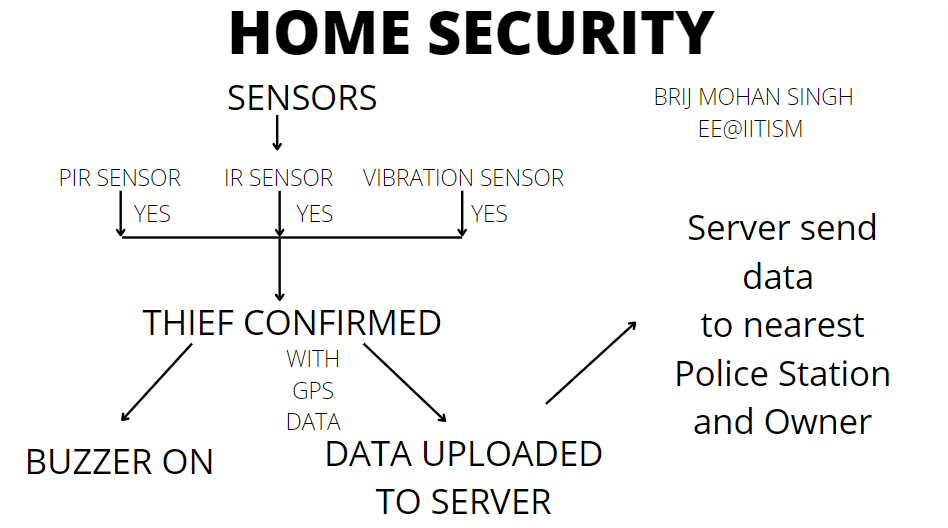 HOME SECURITY
SENSORS
BRIJ MOHAN SINGH
EE@IITISM
PIR SENSOR
IR SENSOR
VIBRATION SENSOR
YES
YES
YES
THIEF CONFIRMED
WITH
GPS
DATA
BUZZER ON
DATA UPLOADED
TO SERVER
Server send
data
to nearest
Police Station
and Owner